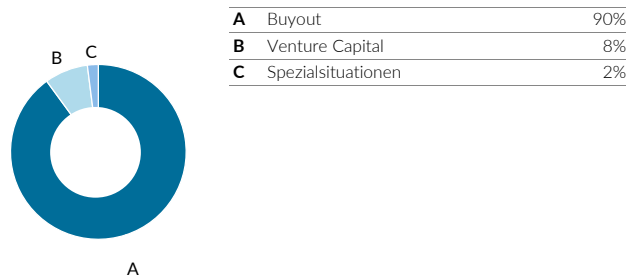 A Buyout 90%
B Venture Capital 8%
C Spezialsituationen 2%
B
C
A